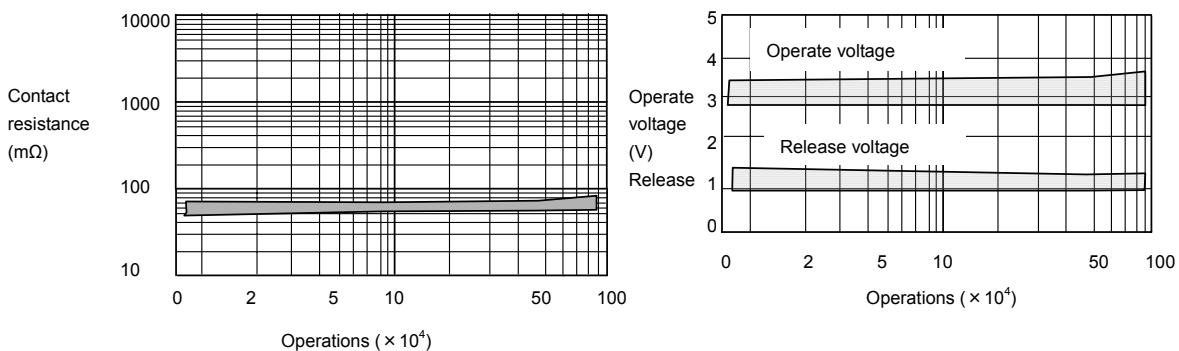 10000
1000
100
10
Contact
resistance
(mΩ)
0 2 5 10 50 100
Operations ( × 10⁴)
5
4
3
2
1
0
Operate
voltage
(V)
Release
Operate voltage
Release voltage
0 2 5 10 50 100
Operations ( × 10⁴)